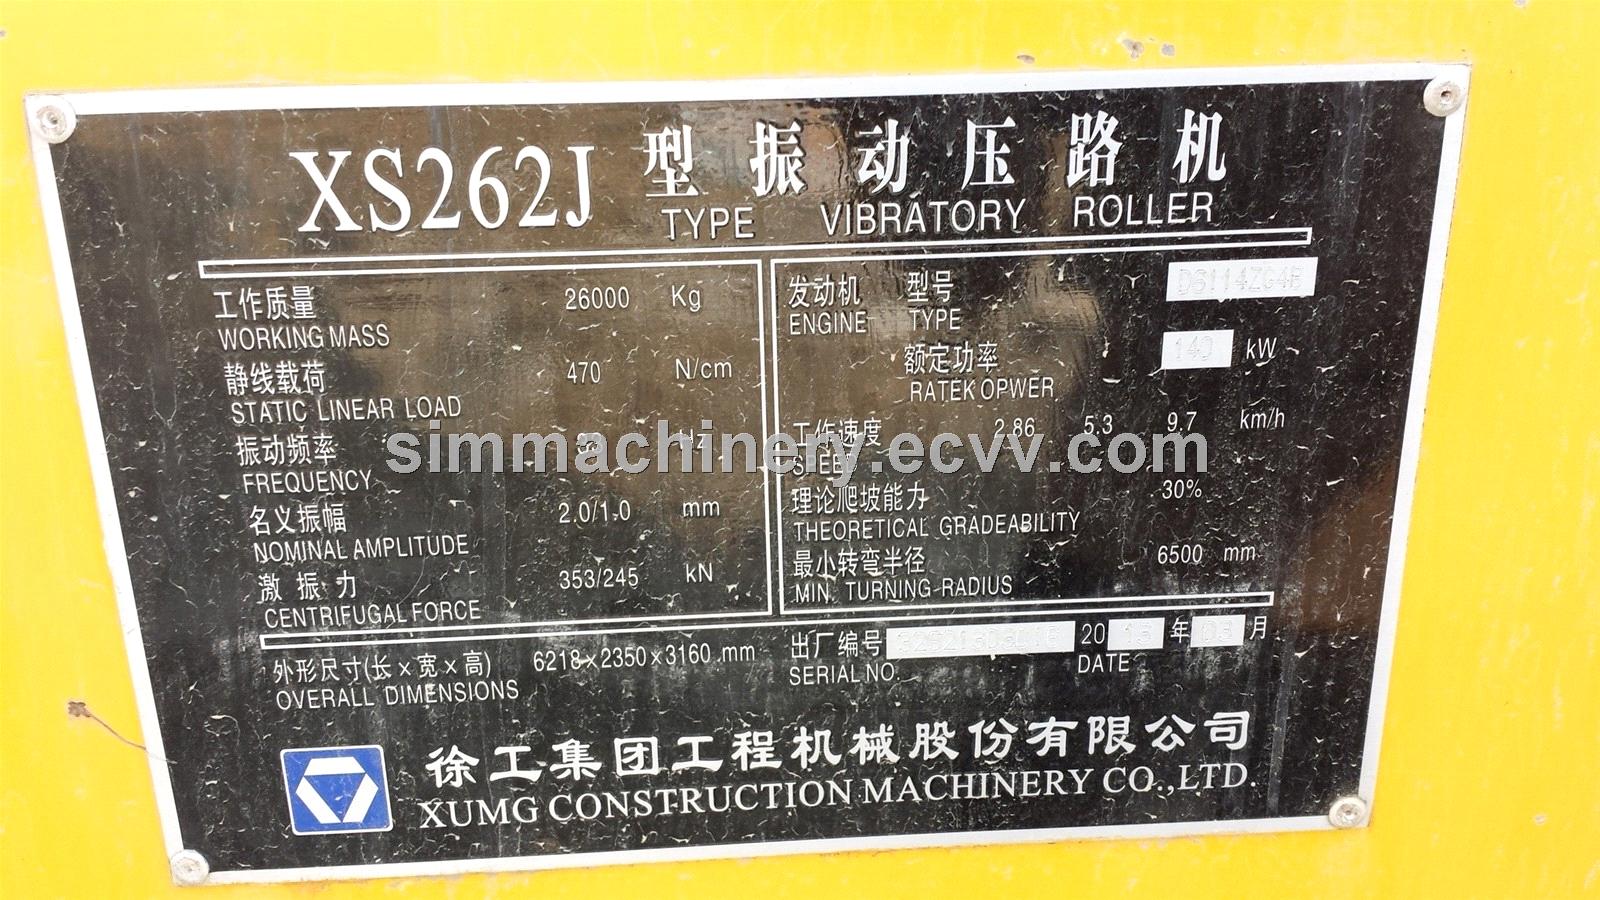 XS262J 型振动压路机
TYPE VIBRATORY ROLLER
工作质量 26000 Kg
WORKING MASS
静线载荷 470 N/cm
STATIC LINEAR LOAD
振动频率 Hz
FREQUENCY
名义振幅 2.0/1.0 mm
NOMINAL AMPLITUDE
激振力 353/245 kN
CENTRIFUGAL FORCE
发动机 型号
ENGINE TYPE
额定功率 140 kW
RATEK OPWER
工作速度 2.86 5.3 9.7 km/h
SPEED
理论爬坡能力 30%
THEORETICAL GRADEABILITY
最小转弯半径 6500 mm
MIN. TURNING RADIUS
外形尺寸(长×宽×高) 6218×2350×3160 mm
OVERALL DIMENSIONS
出厂编号 20 13 年 03 月
SERIAL NO. DATE
徐工集团工程机械股份有限公司
XUMG CONSTRUCTION MACHINERY CO.,LTD.
simmachinery.ecvv.com